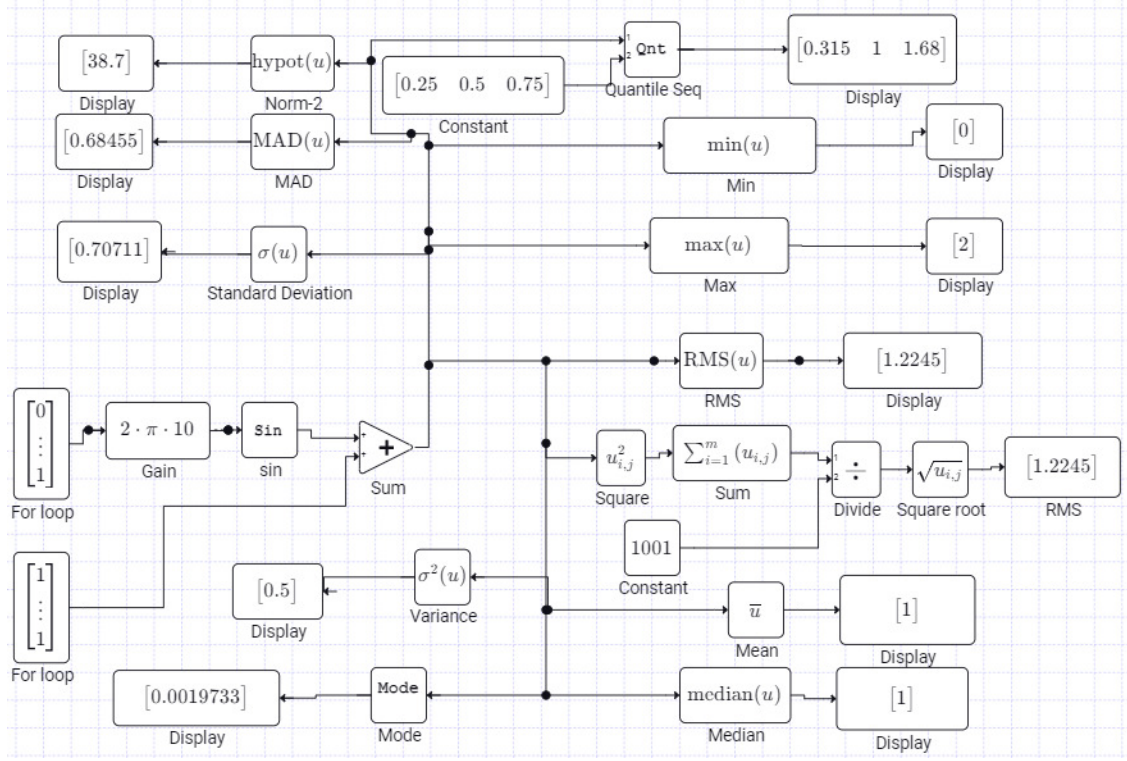 [38.7]
Display
hypot(u)
Norm-2
[0.25 0.5 0.75]
Constant
1
2
Qnt
Quantile Seq
[0.315 1 1.68]
Display
[0.68455]
Display
MAD(u)
MAD
min(u)
Min
[0]
Display
[0.70711]
Display
σ(u)
Standard Deviation
max(u)
Max
[2]
Display
RMS(u)
RMS
[1.2245]
Display
[0
⋮
1]
For loop
2 · π · 10
Gain
Sin
sin
+
+
+
Sum
u²ᵢ,ⱼ
Square
∑ᵐᵢ₌₁ (uᵢ,ⱼ)
Sum
1
2
÷
Divide
√uᵢ,ⱼ
Square root
[1.2245]
RMS
1001
Constant
[1
⋮
1]
For loop
[0.5]
Display
σ²(u)
Variance
u̅
Mean
[1]
Display
[0.0019733]
Display
Mode
Mode
median(u)
Median
[1]
Display